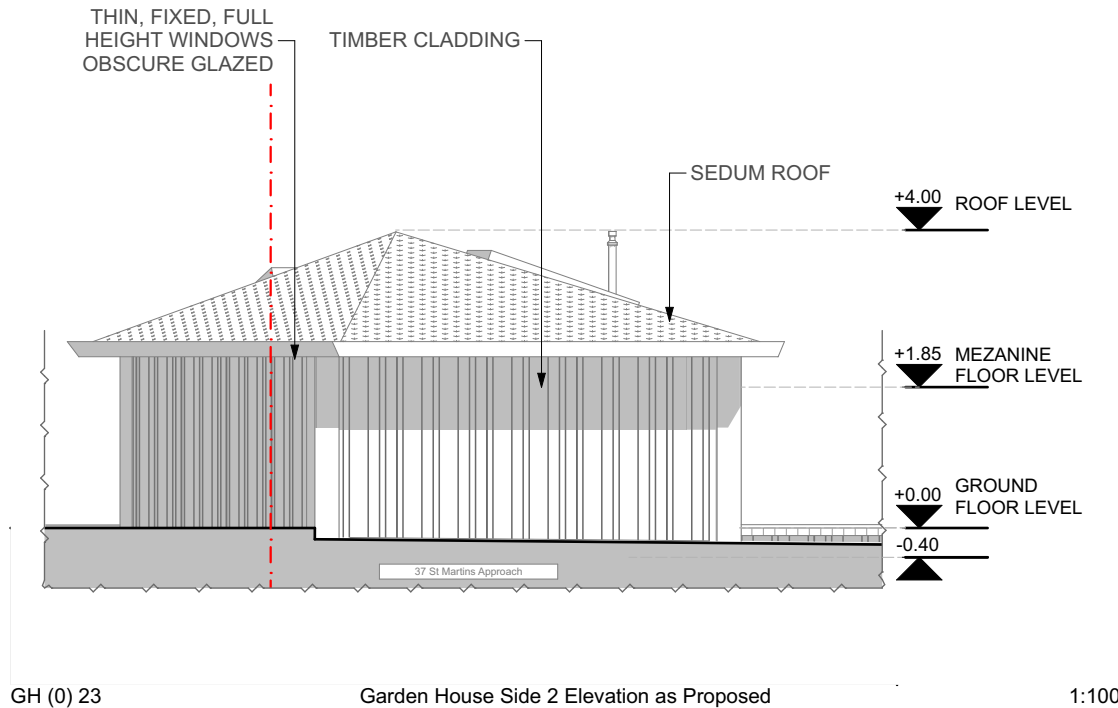 THIN, FIXED, FULL
HEIGHT WINDOWS
OBSCURE GLAZED
TIMBER CLADDING
SEDUM ROOF
+4.00 ROOF LEVEL
+1.85 MEZANINE
FLOOR LEVEL
+0.00 GROUND
FLOOR LEVEL
-0.40
37 St Martins Approach
GH (0) 23 Garden House Side 2 Elevation as Proposed 1:100